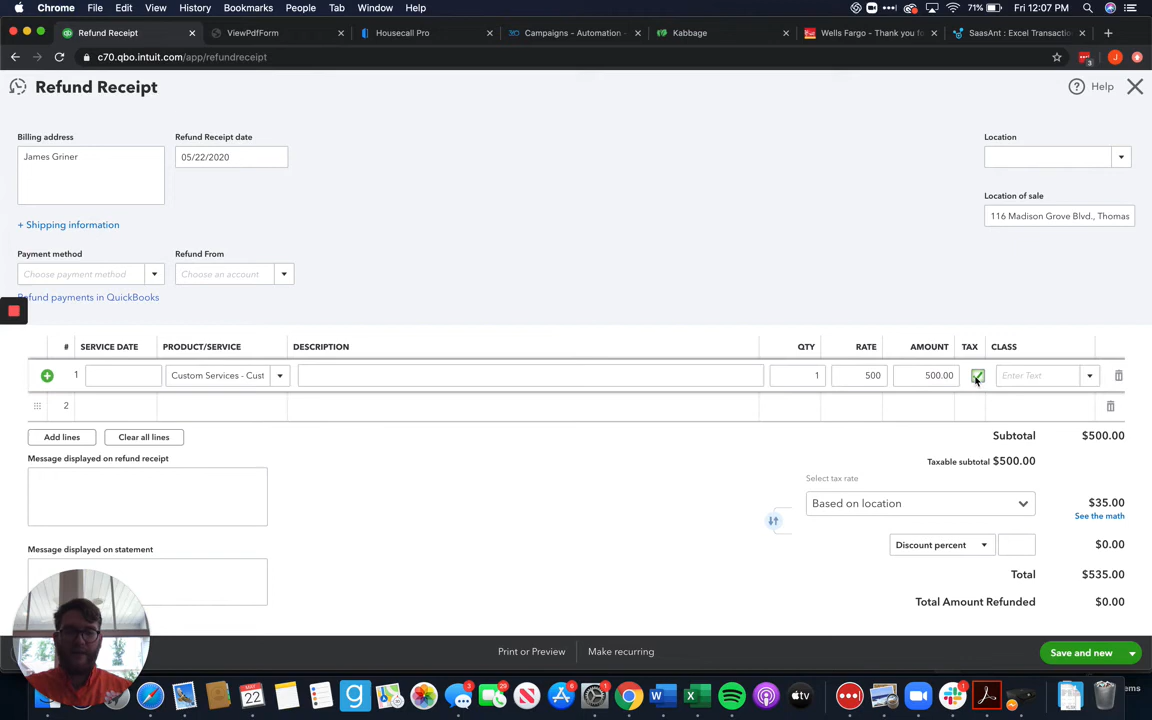 Chrome File Edit View History Bookmarks People Tab Window Help 71% Fri 12:07 PM
Refund Receipt ViewPdfForm Housecall Pro Campaigns – Automation - Kabbage Wells Fargo – Thank you fo SaasAnt : Excel Transactio
c70.qbo.intuit.com/app/refundreceipt
Refund Receipt Help
Billing address Refund Receipt date Location
James Griner 05/22/2020
Location of sale
116 Madison Grove Blvd., Thomas
+ Shipping information
Payment method Refund From
Choose payment method Choose an account
Refund payments in QuickBooks
# SERVICE DATE PRODUCT/SERVICE DESCRIPTION QTY RATE AMOUNT TAX CLASS
1 Custom Services - Cust 1 500 500.00 Enter Text
2
Add lines Clear all lines Subtotal $500.00
Message displayed on refund receipt Taxable subtotal $500.00
Select tax rate
Based on location $35.00
See the math
Message displayed on statement Discount percent $0.00
Total $535.00
Total Amount Refunded $0.00
Print or Preview Make recurring Save and new